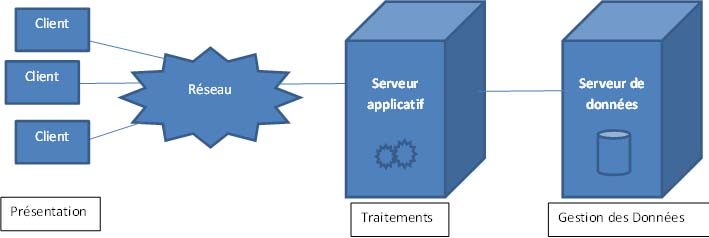 Client
Client
Client
Réseau
Serveur
applicatif
Serveur de
données
Présentation
Traitements
Gestion des Données